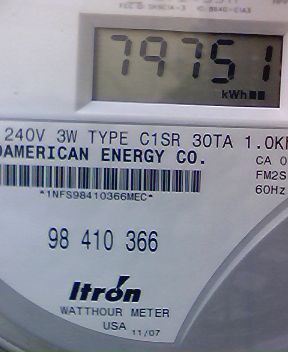 79751
kWh
240V 3W TYPE C1SR 30TA 1.0K
AMERICAN ENERGY CO.
CA 0
FM2S
60Hz
*1NFS98410366MEC*
98 410 366
Itron
WATTHOUR METER
USA 11/07